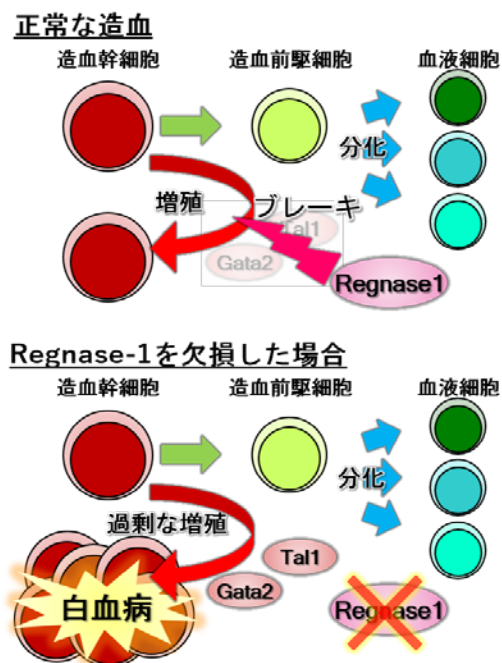 正常な造血
造血幹細胞 造血前駆細胞 血液細胞
分化
増殖 ブレーキ
Tal1
Gata2
Regnase1
Regnase-1を欠損した場合
造血幹細胞 造血前駆細胞 血液細胞
分化
過剰な増殖
Tal1
Gata2
白血病
Regnase1